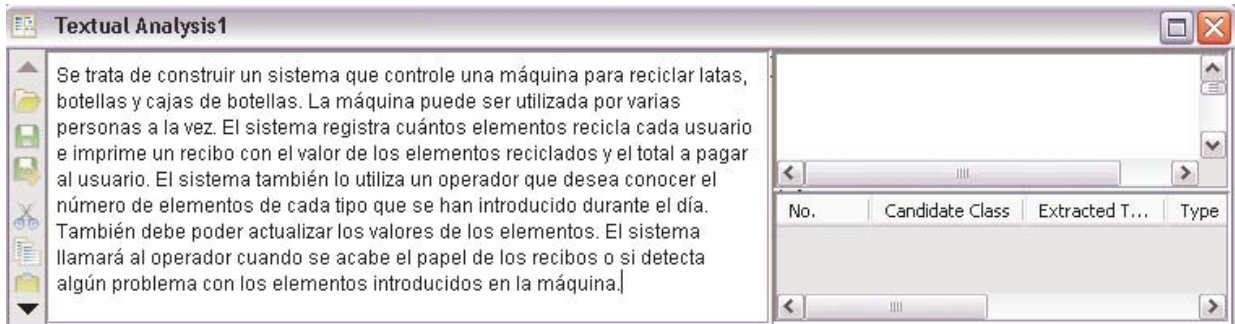 Textual Analysis1
Se trata de construir un sistema que controle una máquina para reciclar latas,
botellas y cajas de botellas. La máquina puede ser utilizada por varias
personas a la vez. El sistema registra cuántos elementos recicla cada usuario
e imprime un recibo con el valor de los elementos reciclados y el total a pagar
al usuario. El sistema también lo utiliza un operador que desea conocer el
número de elementos de cada tipo que se han introducido durante el día.
También debe poder actualizar los valores de los elementos. El sistema
llamará al operador cuando se acabe el papel de los recibos o si detecta
algún problema con los elementos introducidos en la máquina.
No. Candidate Class Extracted T... Type